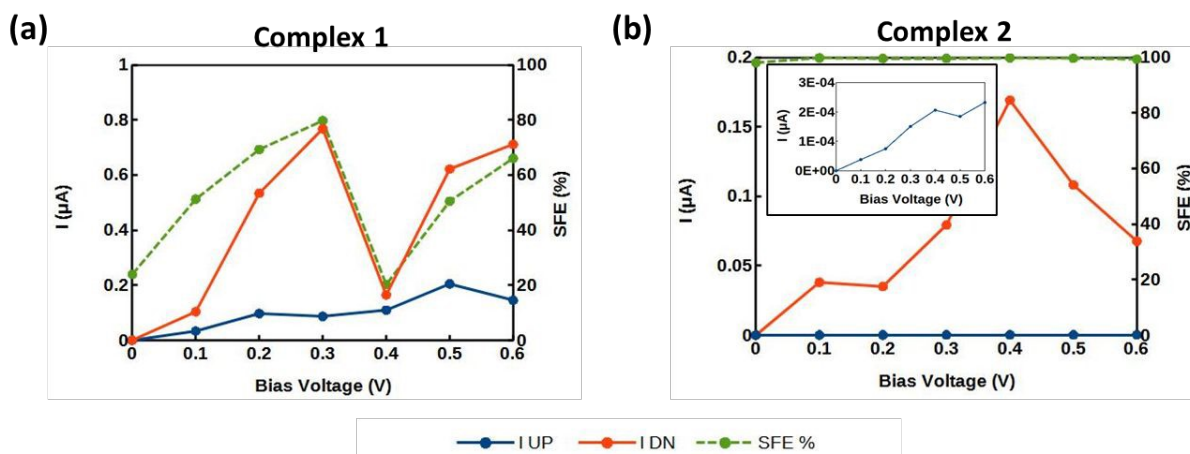 (a)
Complex 1
1
100
0.8
80
0.6
60
0.4
40
0.2
20
0
0
0 0.1 0.2 0.3 0.4 0.5 0.6
I (μA)
SFE (%)
Bias Voltage (V)
(b)
Complex 2
0.2
100
0.15
80
0.1
60
0.05
40
0
20
0
0 0.1 0.2 0.3 0.4 0.5 0.6
I (μA)
SFE (%)
Bias Voltage (V)
3E-04
2E-04
1E-04
0E+00
0 0.1 0.2 0.3 0.4 0.5 0.6
I (μA)
Bias Voltage (V)
I UP I DN SFE %